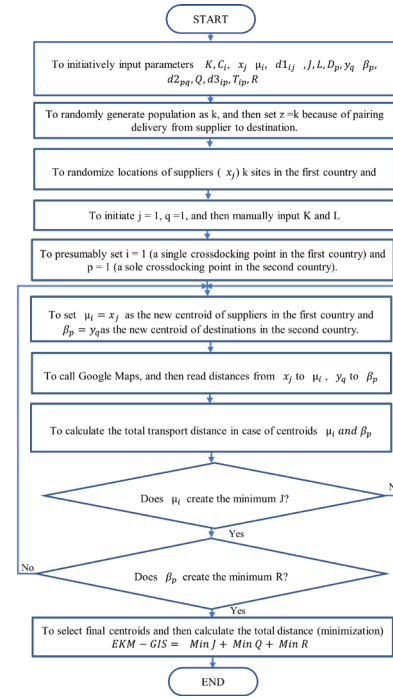 START
To initiatively input parameters K, C_i, x_j μ_i, d1_ij ,J, L, D_p, y_q β_p,
d2_pq, Q, d3_ip, T_ip, R
To randomly generate population as k, and then set z =k because of pairing
delivery from supplier to destination.
To randomize locations of suppliers ( x_j) k sites in the first country and
To initiate j = 1, q =1, and then manually input K and L
To presumably set i = 1 (a single crossdocking point in the first country) and
p = 1 (a sole crossdocking point in the second country).
To set μ_i = x_j as the new centroid of suppliers in the first country and
β_p = y_q as the new centroid of destinations in the second country.
To call Google Maps, and then read distances from x_j to μ_i , y_q to β_p
To calculate the total transport distance in case of centroids μ_i and β_p
Does μ_i create the minimum J?
Yes
No
Does β_p create the minimum R?
Yes
To select final centroids and then calculate the total distance (minimization)
EKM − GIS = Min J + Min Q + Min R
END